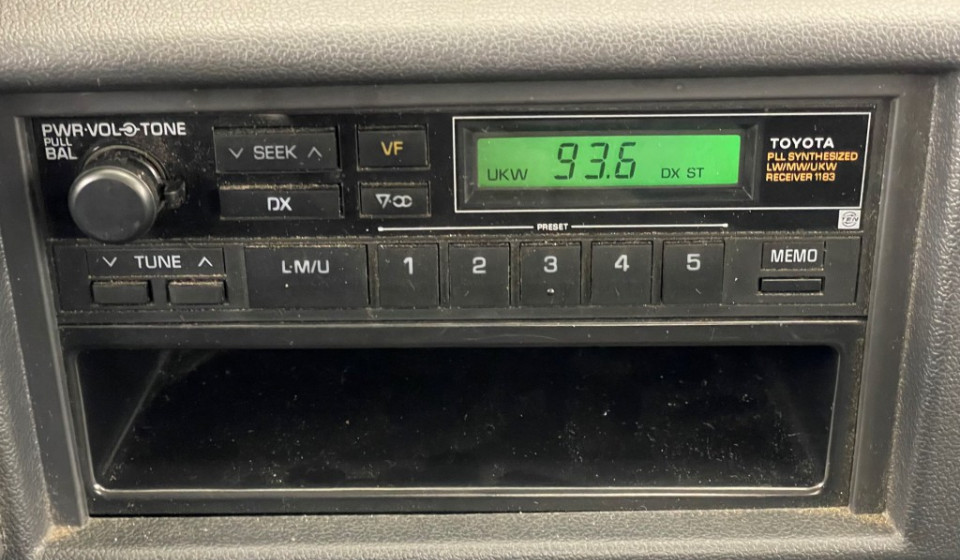 PWR·VOL TONE
PULL
BAL
SEEK
VF
DX
UKW 93.6 DX ST
TOYOTA
PLL SYNTHESIZED
LW/MW/UKW
RECEIVER 1183
TEN
PRESET
TUNE
L·M/U
1 2 3 4 5
MEMO